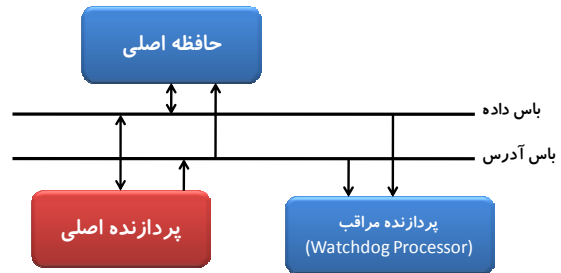 حافظه اصلی
باس داده
باس آدرس
پردازنده اصلی
پردازنده مراقب
(Watchdog Processor)